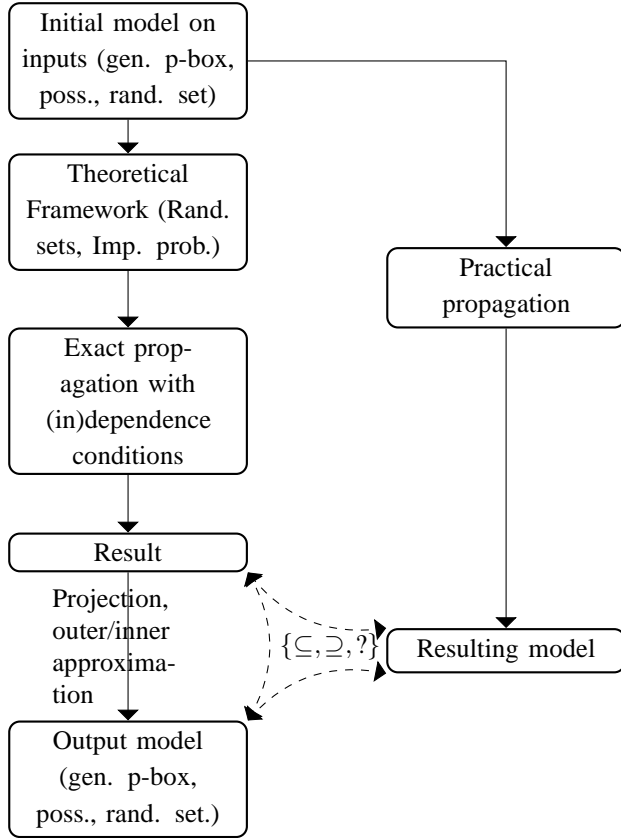 Initial model on
inputs (gen. p-box,
poss., rand. set)
Theoretical
Framework (Rand.
sets, Imp. prob.)
Practical
propagation
Exact prop-
agation with
(in)dependence
conditions
Result
Projection,
outer/inner
approxima-
tion
{⊆, ⊇, ?}
Resulting model
Output model
(gen. p-box,
poss., rand. set.)